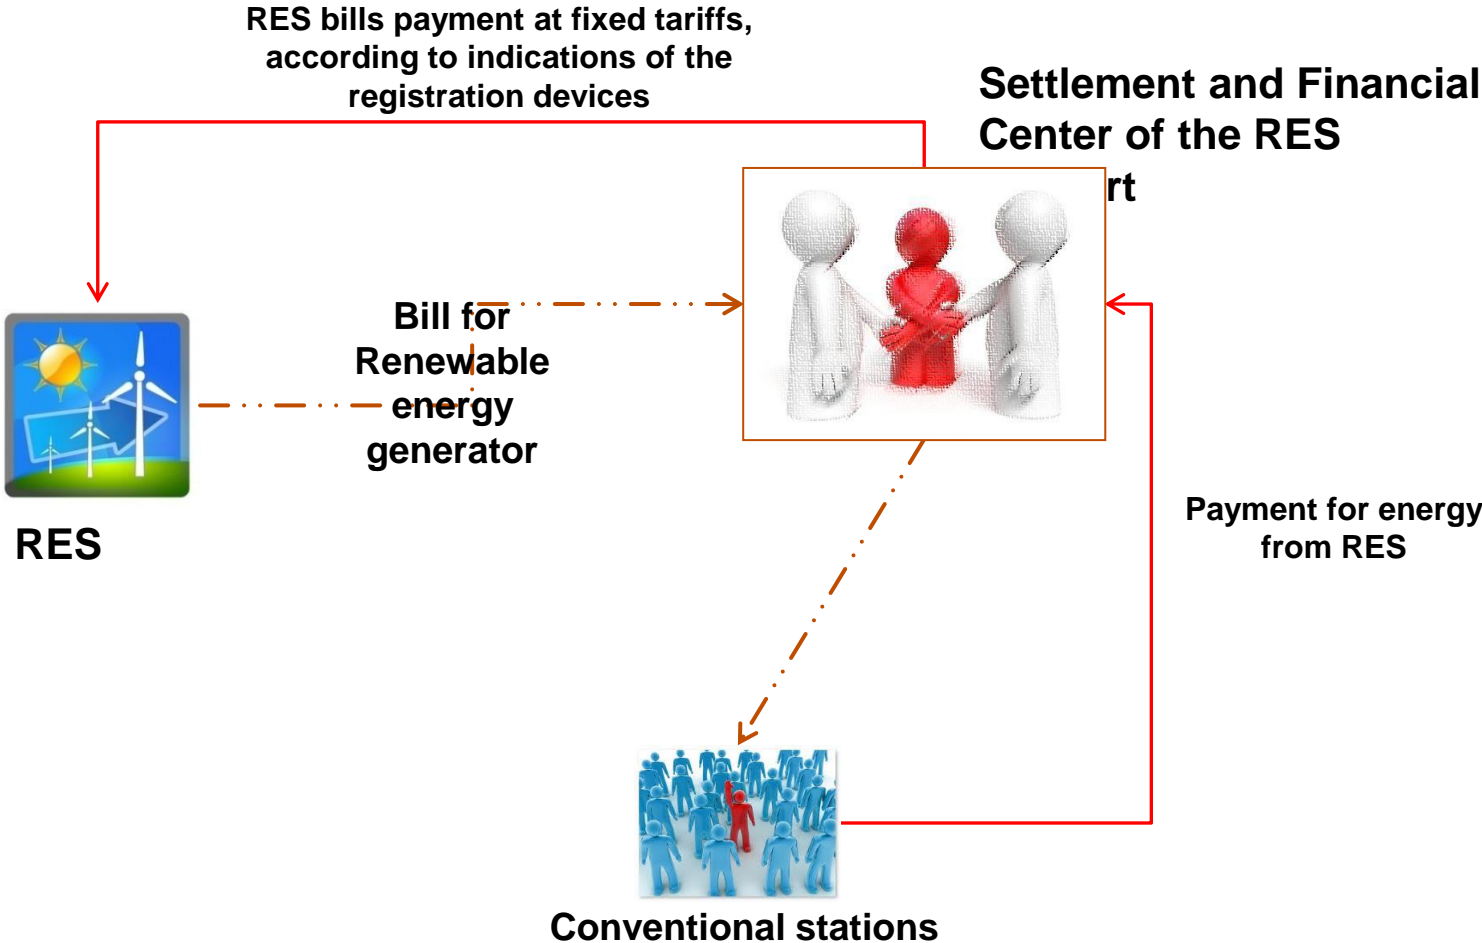 RES bills payment at fixed tariffs,
according to indications of the
registration devices
Settlement and Financial
Center of the RES
rt
Bill for
Renewable
energy
generator
RES
Payment for energy
from RES
Conventional stations